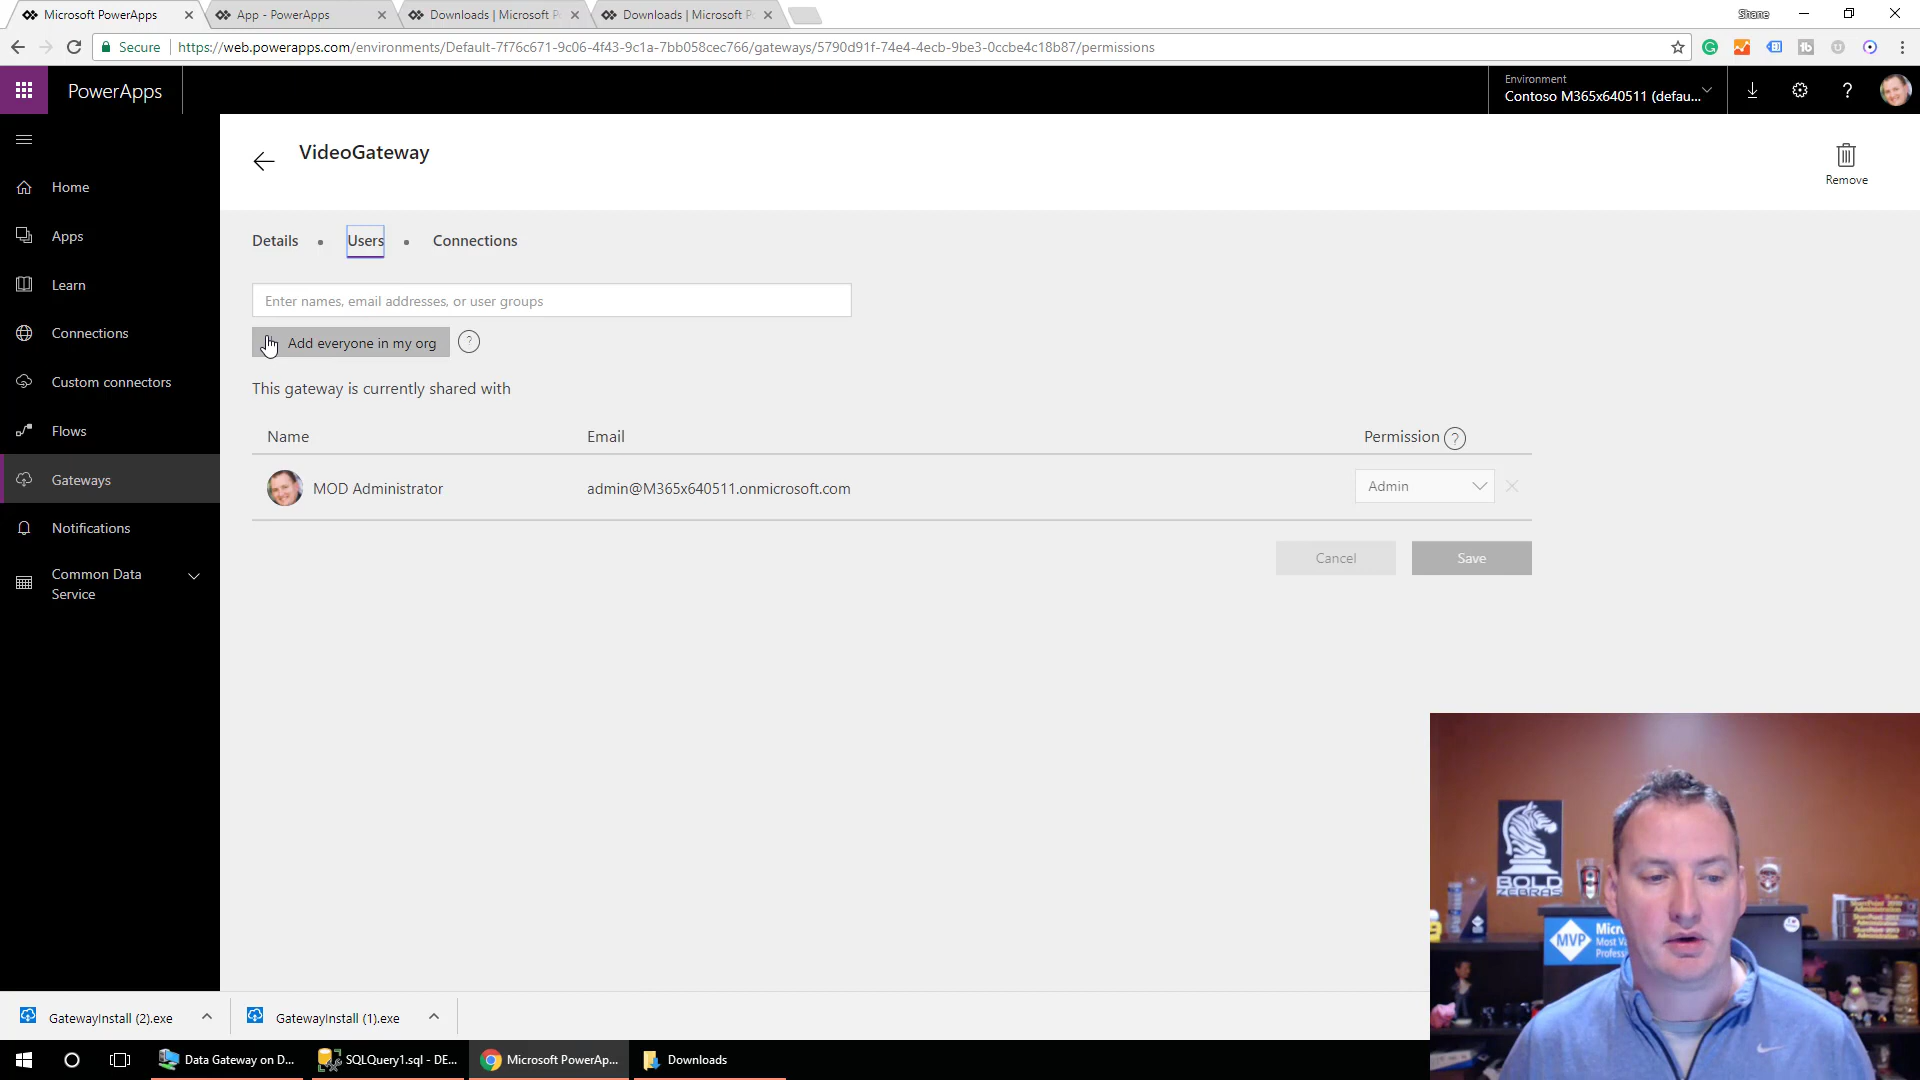 Microsoft PowerApps
App - PowerApps
Downloads | Microsoft P
Downloads | Microsoft P
Shane
Secure
https://web.powerapps.com/environments/Default-7f76c671-9c06-4f43-9c1a-7bb058cec766/gateways/5790d91f-74e4-4ecb-9be3-0ccbe4c18b87/permissions
PowerApps
Environment
Contoso M365x640511 (defau...
?
VideoGateway
Remove
Home
Apps
Learn
Connections
Custom connectors
Flows
Gateways
Notifications
Common Data
Service
Details
Users
Connections
Enter names, email addresses, or user groups
Add everyone in my org
?
This gateway is currently shared with
Name
Email
Permission
?
MOD Administrator
admin@M365x640511.onmicrosoft.com
Admin
Cancel
Save
BOLD
ZEBRAS
MVP
Micr
Most Va
Profess
GatewayInstall (2).exe
GatewayInstall (1).exe
Data Gateway on D...
SQLQuery1.sql - DE...
Microsoft PowerAp...
Downloads